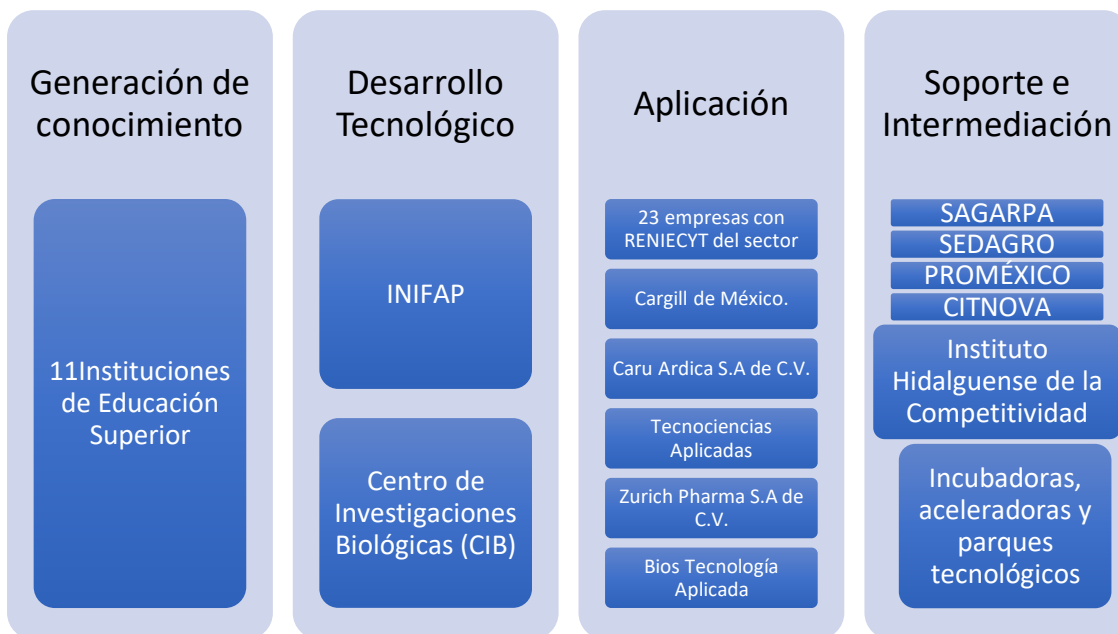 Generación de
conocimiento
11Instituciones
de Educación
Superior
Desarrollo
Tecnológico
INIFAP
Centro de
Investigaciones
Biológicas (CIB)
Aplicación
23 empresas con
RENIECYT del sector
Cargill de México.
Caru Ardica S.A de C.V.
Tecnociencias
Aplicadas
Zurich Pharma S.A de
C.V.
Bios Tecnología
Aplicada
Soporte e
Intermediación
SAGARPA
SEDAGRO
PROMÉXICO
CITNOVA
Instituto
Hidalguense de la
Competitividad
Incubadoras,
aceleradoras y
parques
tecnológicos